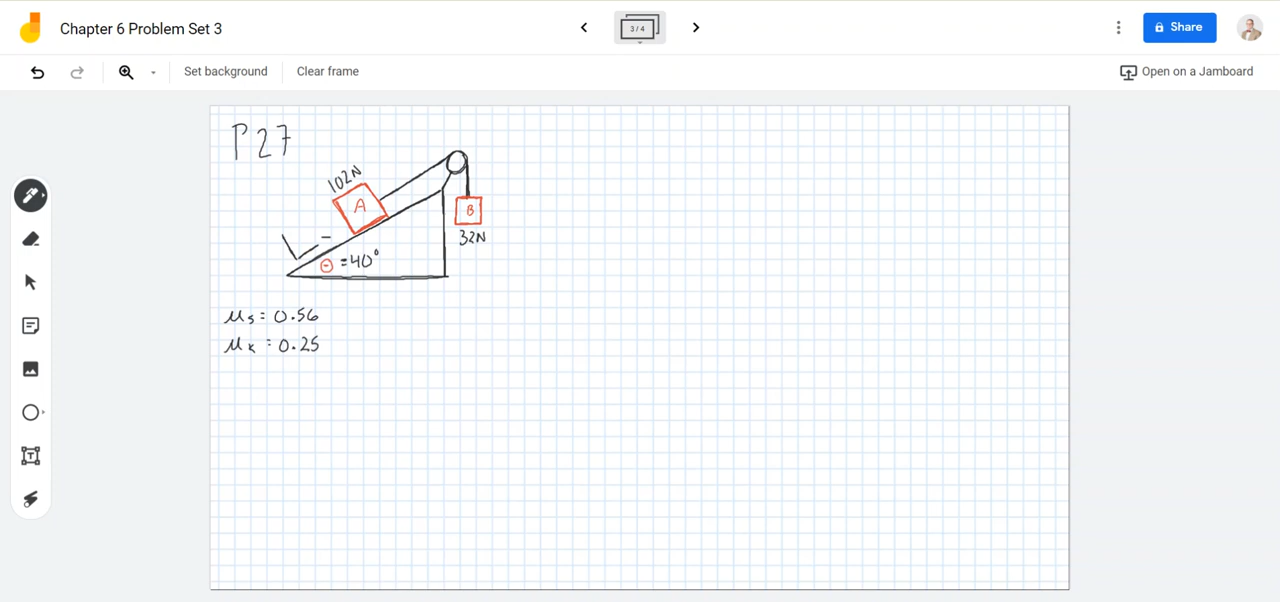 Chapter 6 Problem Set 3
3 / 4
Share
Set background
Clear frame
Open on a Jamboard
P27
102N
A
B
32N
Θ = 40°
μs = 0.56
μk = 0.25
T